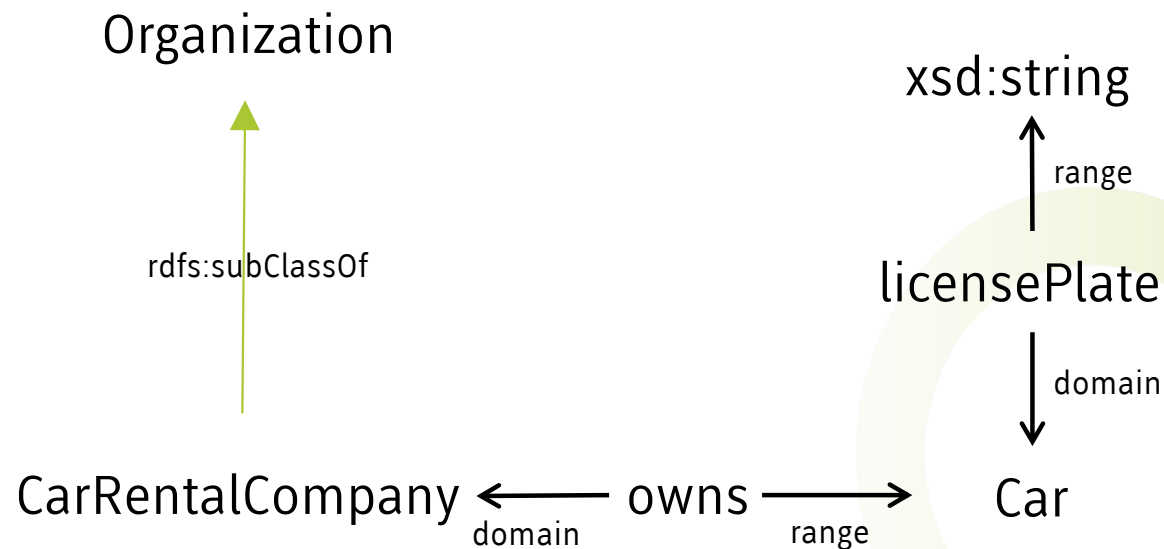 Organization
xsd:string
range
rdfs:subClassOf
licensePlate
domain
CarRentalCompany
owns
Car
domain
range